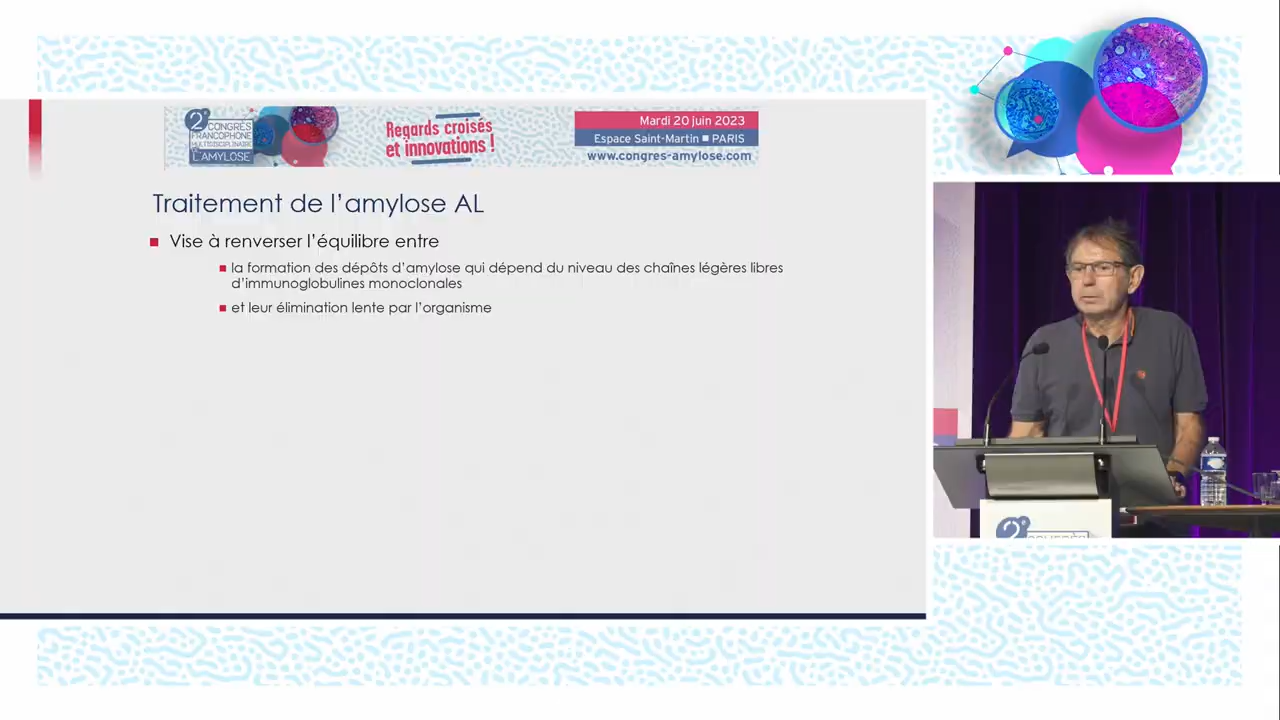 2e
CONGRÈS
FRANCOPHONE
MULTIDISCIPLINAIRE
DE
L'AMYLOSE
Regards croisés
et innovations !
Mardi 20 juin 2023
Espace Saint-Martin ■ PARIS
www.congres-amylose.com
Traitement de l'amylose AL
Vise à renverser l'équilibre entre
la formation des dépôts d'amylose qui dépend du niveau des chaînes légères libres
d'immunoglobulines monoclonales
et leur élimination lente par l'organisme
2e
CONGRÈS